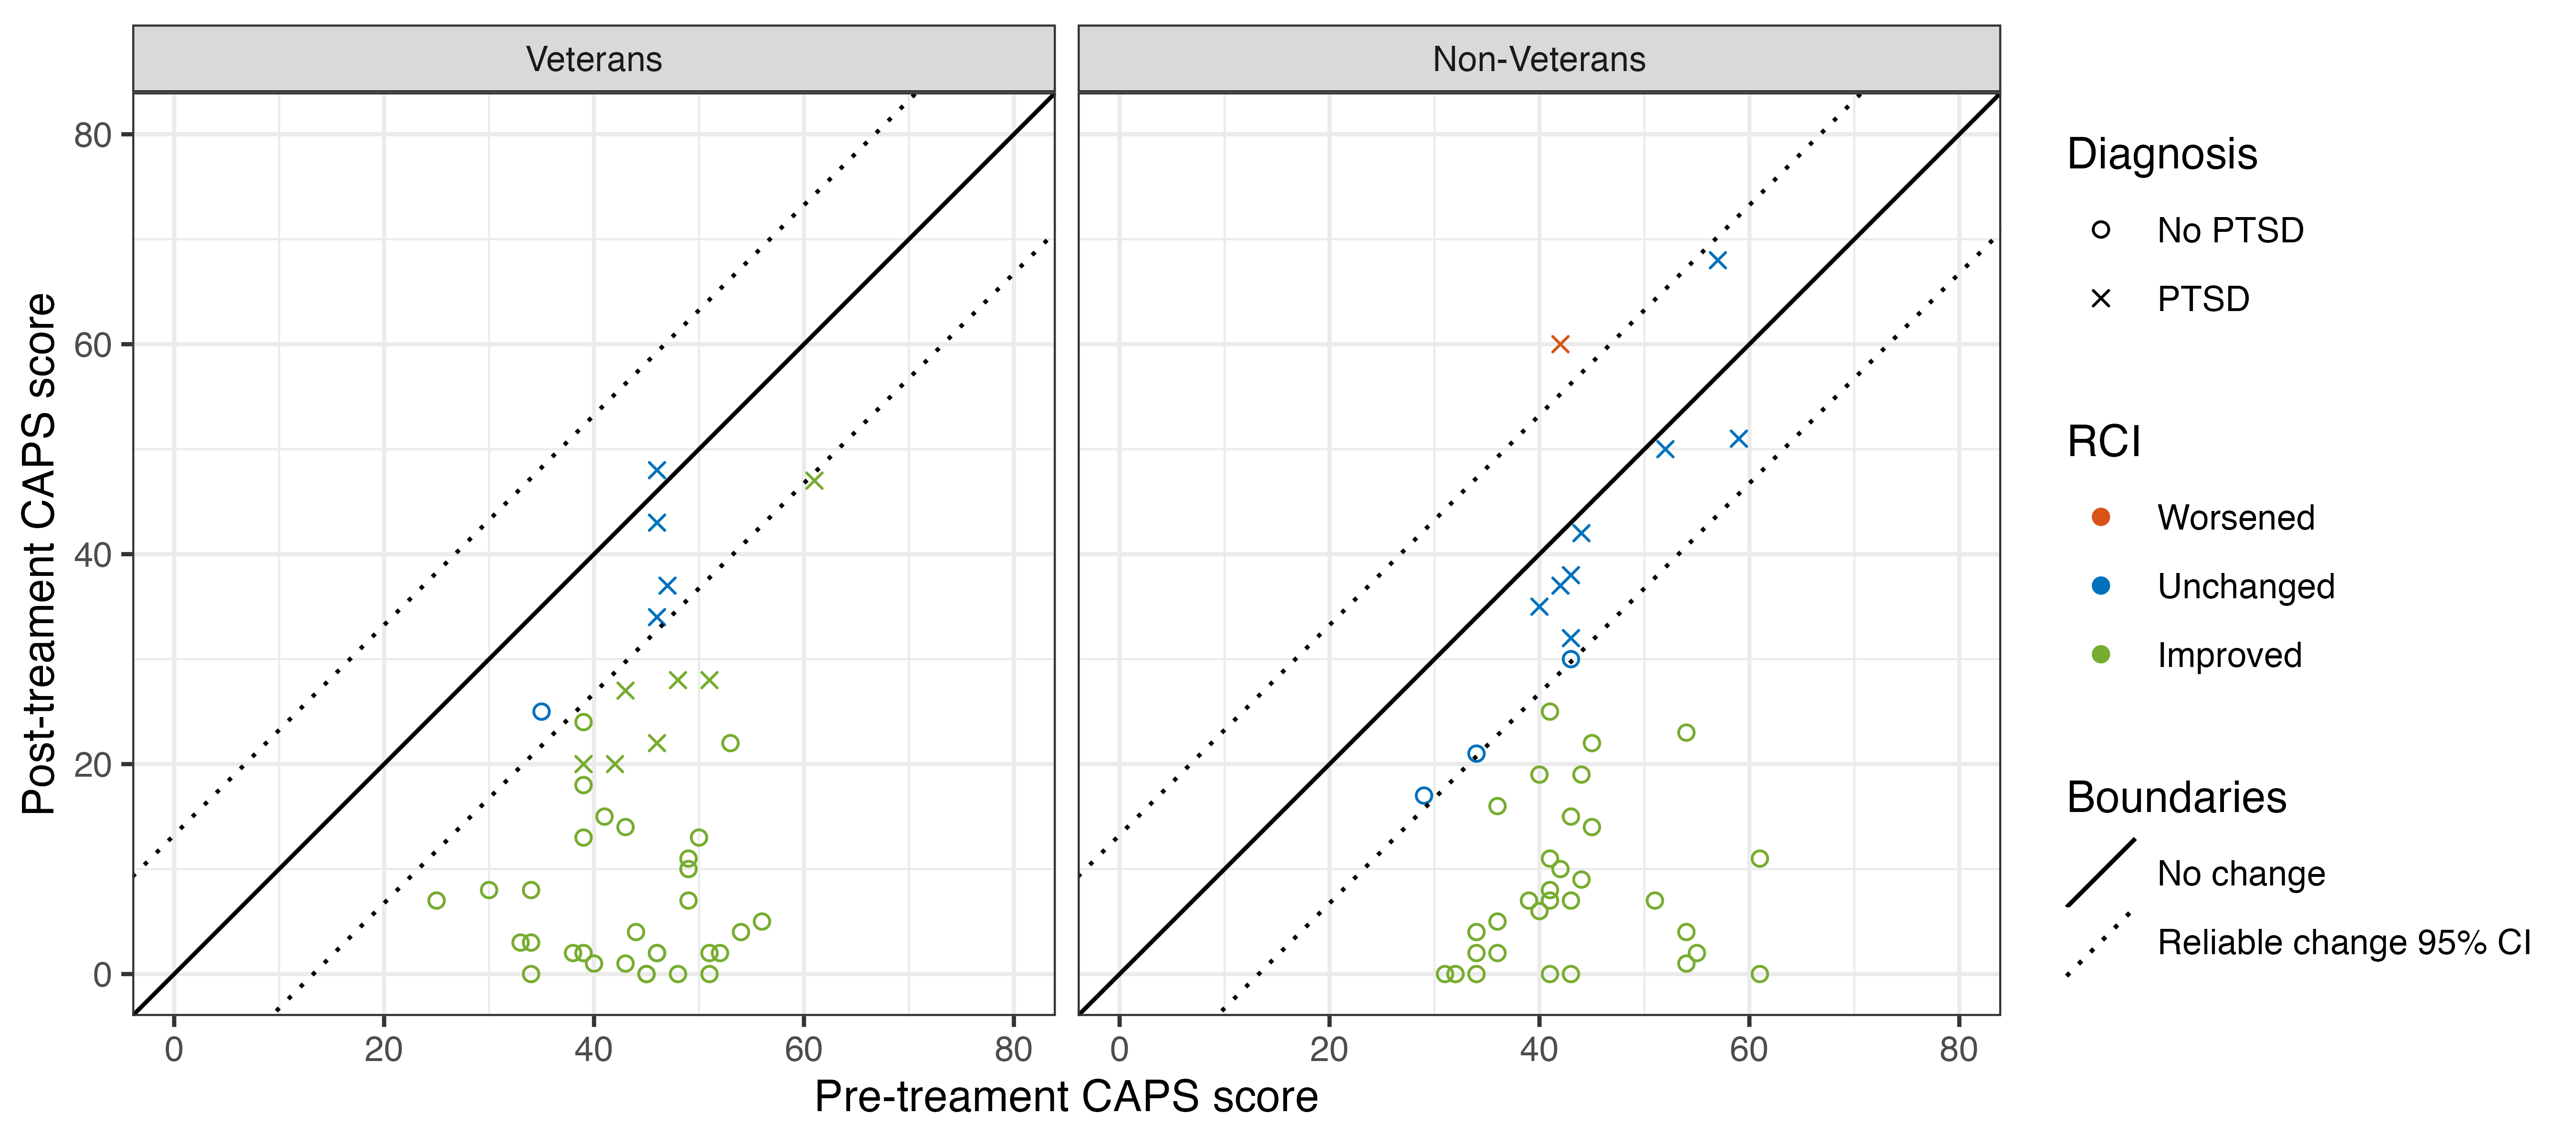 Veterans
Non-Veterans
80
60
40
20
0
0
20
40
60
80
0
20
40
60
80
Post-treament CAPS score
Pre-treament CAPS score
Diagnosis
No PTSD
PTSD
RCI
Worsened
Unchanged
Improved
Boundaries
No change
Reliable change 95% CI